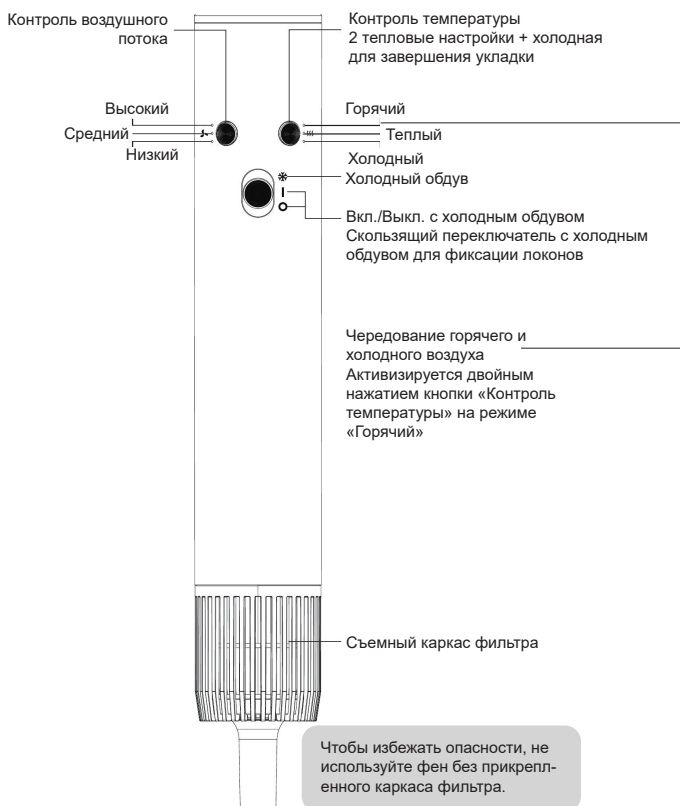 Контроль воздушного
потока
Контроль температуры
2 тепловые настройки + холодная
для завершения укладки
Высокий
Средний
Низкий
Горячий
Теплый
Холодный
Холодный обдув
Вкл./Выкл. с холодным обдувом
Скользящий переключатель с холодным
обдувом для фиксации локонов
Чередование горячего и
холодного воздуха
Активизируется двойным
нажатием кнопки «Контроль
температуры» на режиме
«Горячий»
Съемный каркас фильтра
Чтобы избежать опасности, не
используйте фен без прикрепл-
енного каркаса фильтра.